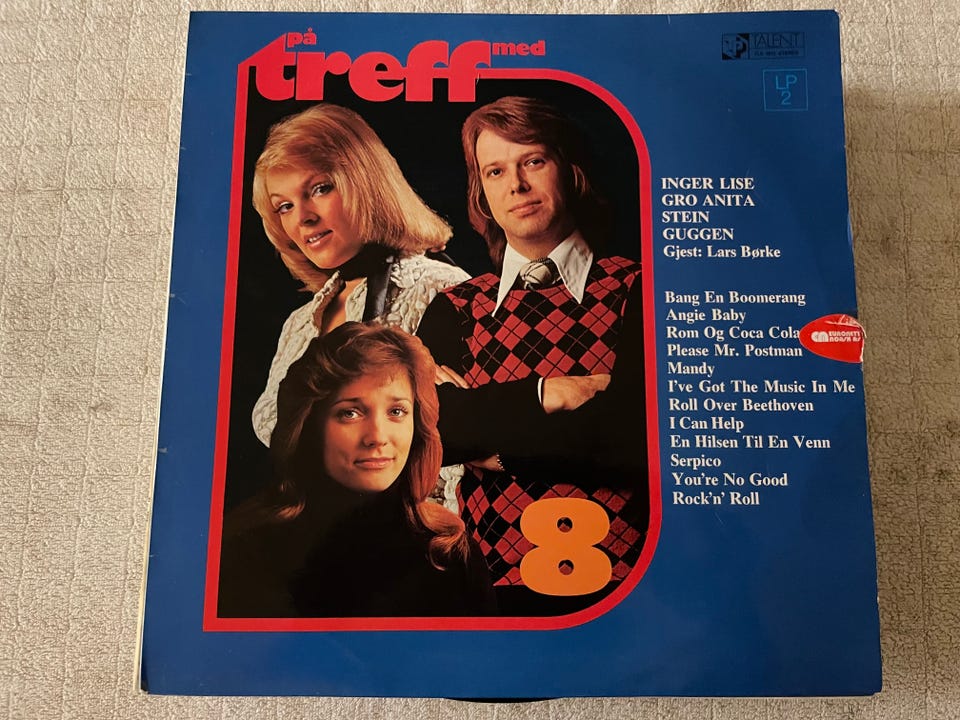 på
treff
med
TALENT
LP
2
INGER LISE
GRO ANITA
STEIN
GUGGEN
Gjest: Lars Børke
Bang En Boomerang
Angie Baby
Rom Og Coca Cola
Please Mr. Postman
Mandy
I've Got The Music In Me
Roll Over Beethoven
I Can Help
En Hilsen Til En Venn
Serpico
You're No Good
Rock'n' Roll
8